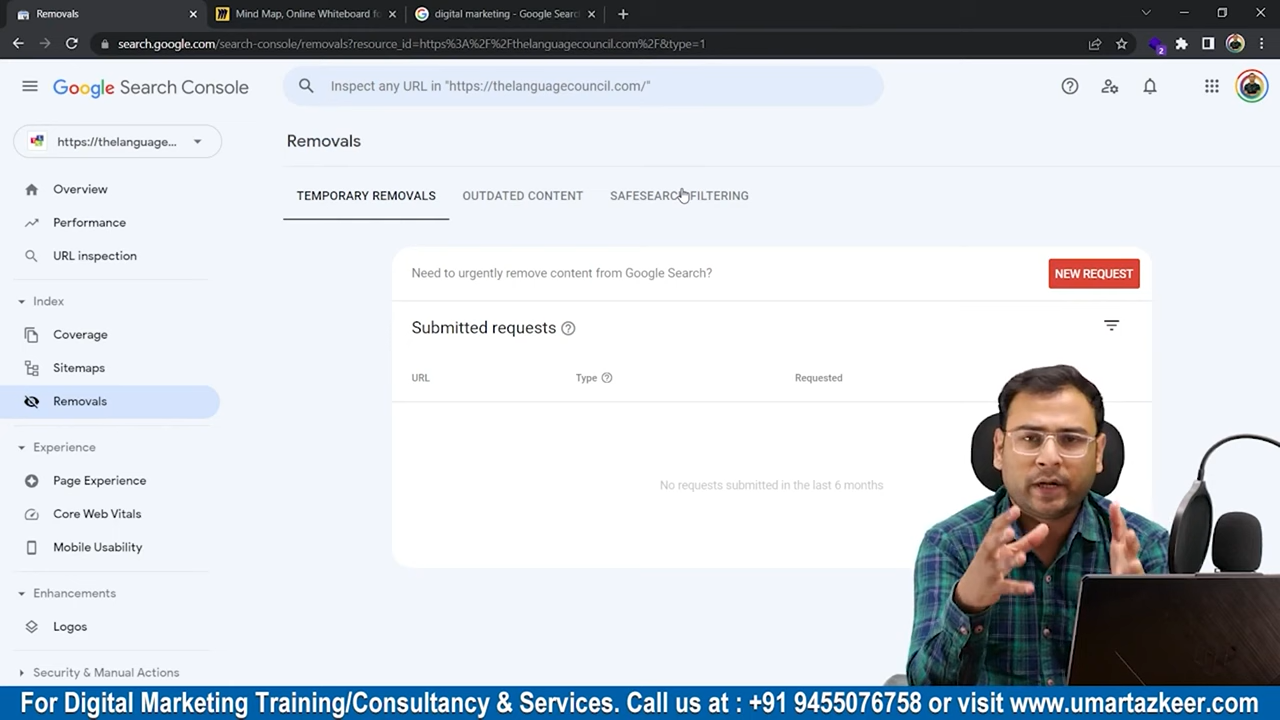 Removals
Mind Map, Online Whiteboard fo
digital marketing - Google Search
search.google.com/search-console/removals?resource_id=https%3A%2F%2Fthelanguagecouncil.com%2F&type=1
2
Google Search Console
Inspect any URL in "https://thelanguagecouncil.com/"
https://thelanguage...
Removals
Overview
TEMPORARY REMOVALS OUTDATED CONTENT SAFESEARCH FILTERING
Performance
URL inspection
Need to urgently remove content from Google Search? NEW REQUEST
Index
Submitted requests
Coverage
Sitemaps
URL Type Requested
Removals
Experience
Page Experience
No requests submitted in the last 6 months
Core Web Vitals
Mobile Usability
Enhancements
Logos
Security & Manual Actions
For Digital Marketing Training/Consultancy & Services. Call us at : +91 9455076758 or visit www.umartazkeer.com